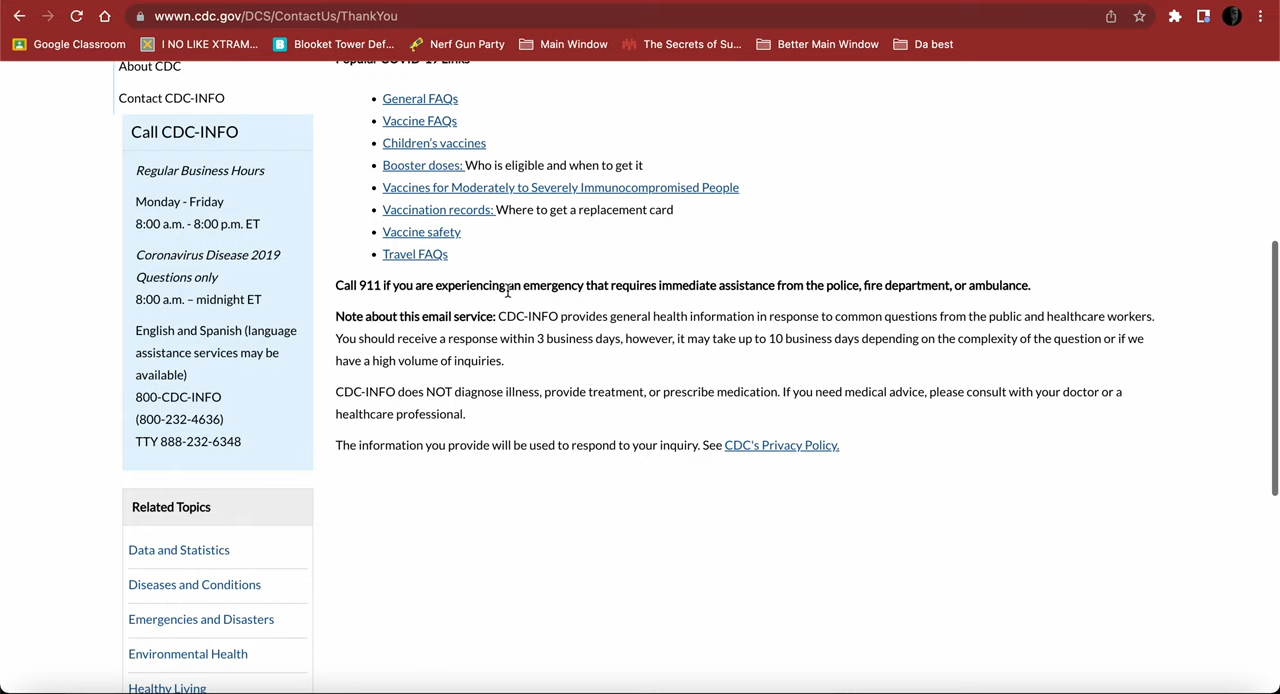 wwwn.cdc.gov/DCS/ContactUs/ThankYou
Google Classroom
I NO LIKE XTRAM...
Blooket Tower Def...
Nerf Gun Party
Main Window
The Secrets of Su...
Better Main Window
Da best
About CDC
Contact CDC-INFO
Call CDC-INFO
Regular Business Hours
Monday - Friday
8:00 a.m. - 8:00 p.m. ET
Coronavirus Disease 2019
Questions only
8:00 a.m. – midnight ET
English and Spanish (language
assistance services may be
available)
800-CDC-INFO
(800-232-4636)
TTY 888-232-6348
Related Topics
Data and Statistics
Diseases and Conditions
Emergencies and Disasters
Environmental Health
Healthy Living
Popular COVID-19 Links
• General FAQs
• Vaccine FAQs
• Children's vaccines
• Booster doses: Who is eligible and when to get it
• Vaccines for Moderately to Severely Immunocompromised People
• Vaccination records: Where to get a replacement card
• Vaccine safety
• Travel FAQs
Call 911 if you are experiencing an emergency that requires immediate assistance from the police, fire department, or ambulance.
Note about this email service: CDC-INFO provides general health information in response to common questions from the public and healthcare workers.
You should receive a response within 3 business days, however, it may take up to 10 business days depending on the complexity of the question or if we
have a high volume of inquiries.
CDC-INFO does NOT diagnose illness, provide treatment, or prescribe medication. If you need medical advice, please consult with your doctor or a
healthcare professional.
The information you provide will be used to respond to your inquiry. See CDC's Privacy Policy.